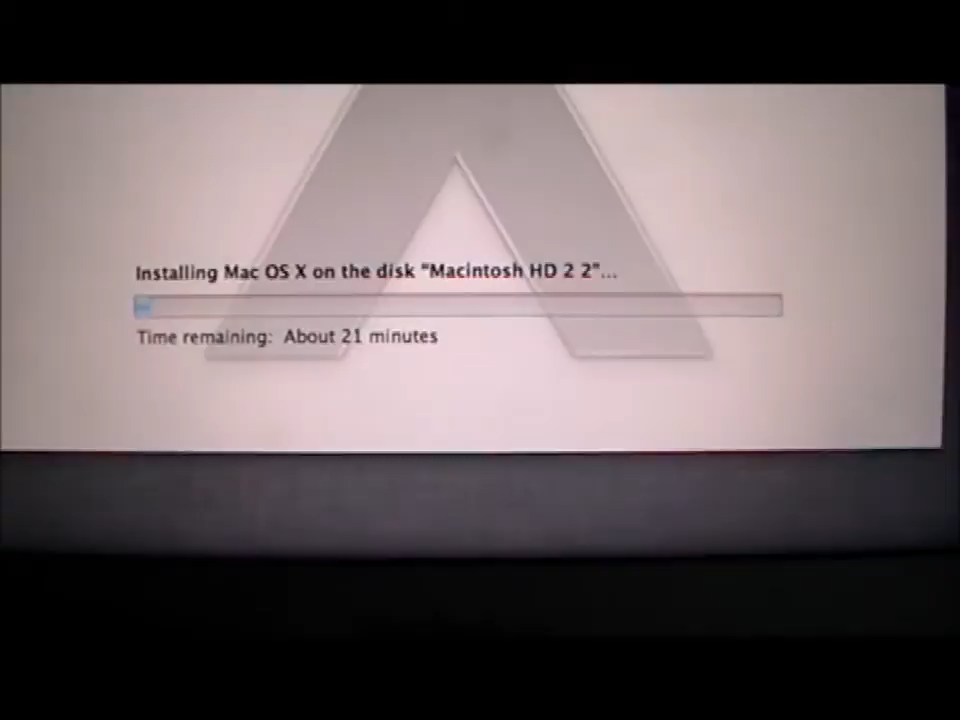 Installing Mac OS X on the disk "Macintosh HD 2 2"...
Time remaining: About 21 minutes